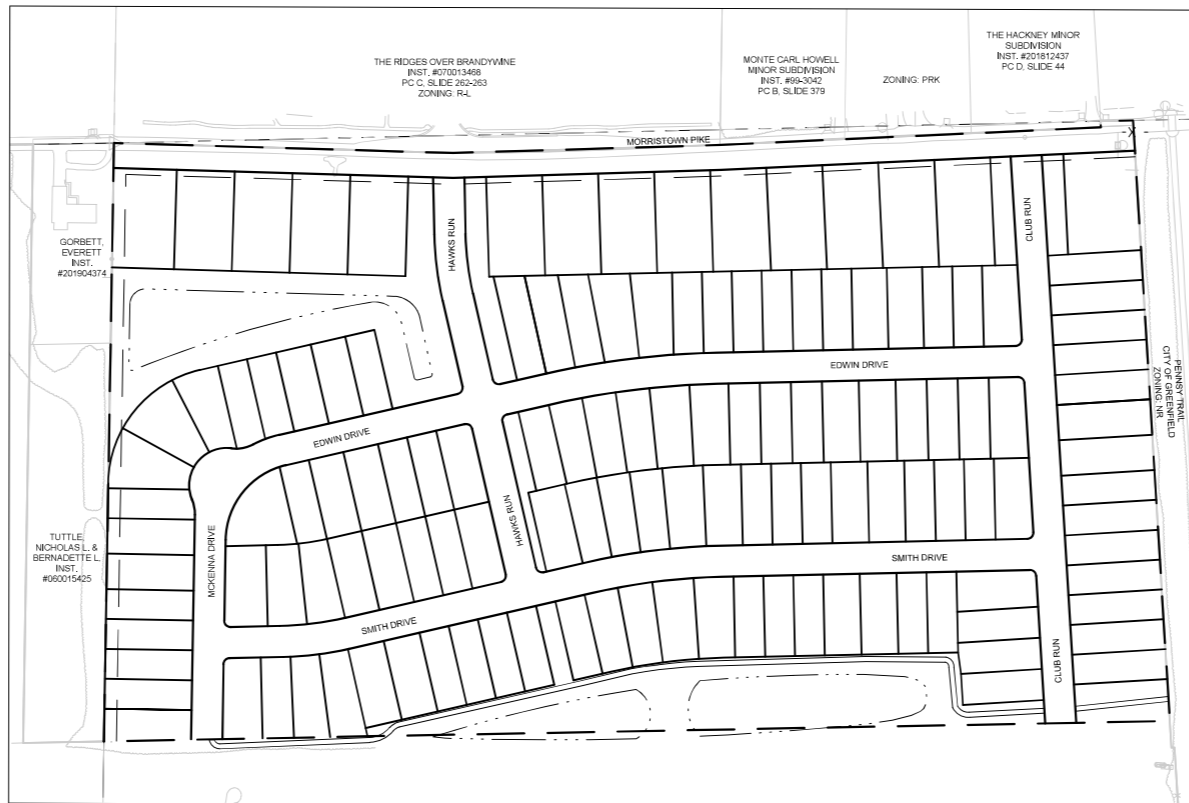 THE RIDGES OVER BRANDYWINE
INST. #070013468
PC C, SLIDE 262-263
ZONING: R-L
MONTE CARL HOWELL
MINOR SUBDIVISION
INST. #99-3042
PC B, SLIDE 379
ZONING: PRK
THE HACKNEY MINOR
SUBDIVISION
INST. #201812437
PC D, SLIDE 44
MORRISTOWN PIKE
GORBETT,
EVERETT
INST.
#201904374
HAWKS RUN
CLUB RUN
EDWIN DRIVE
PENNSY TRAIL
CITY OF GREENFIELD
ZONING: NR
EDWIN DRIVE
HAWKS RUN
TUTTLE,
NICHOLAS L. &
BERNADETTE L.
INST.
#060015425
MCKENNA DRIVE
SMITH DRIVE
SMITH DRIVE
CLUB RUN